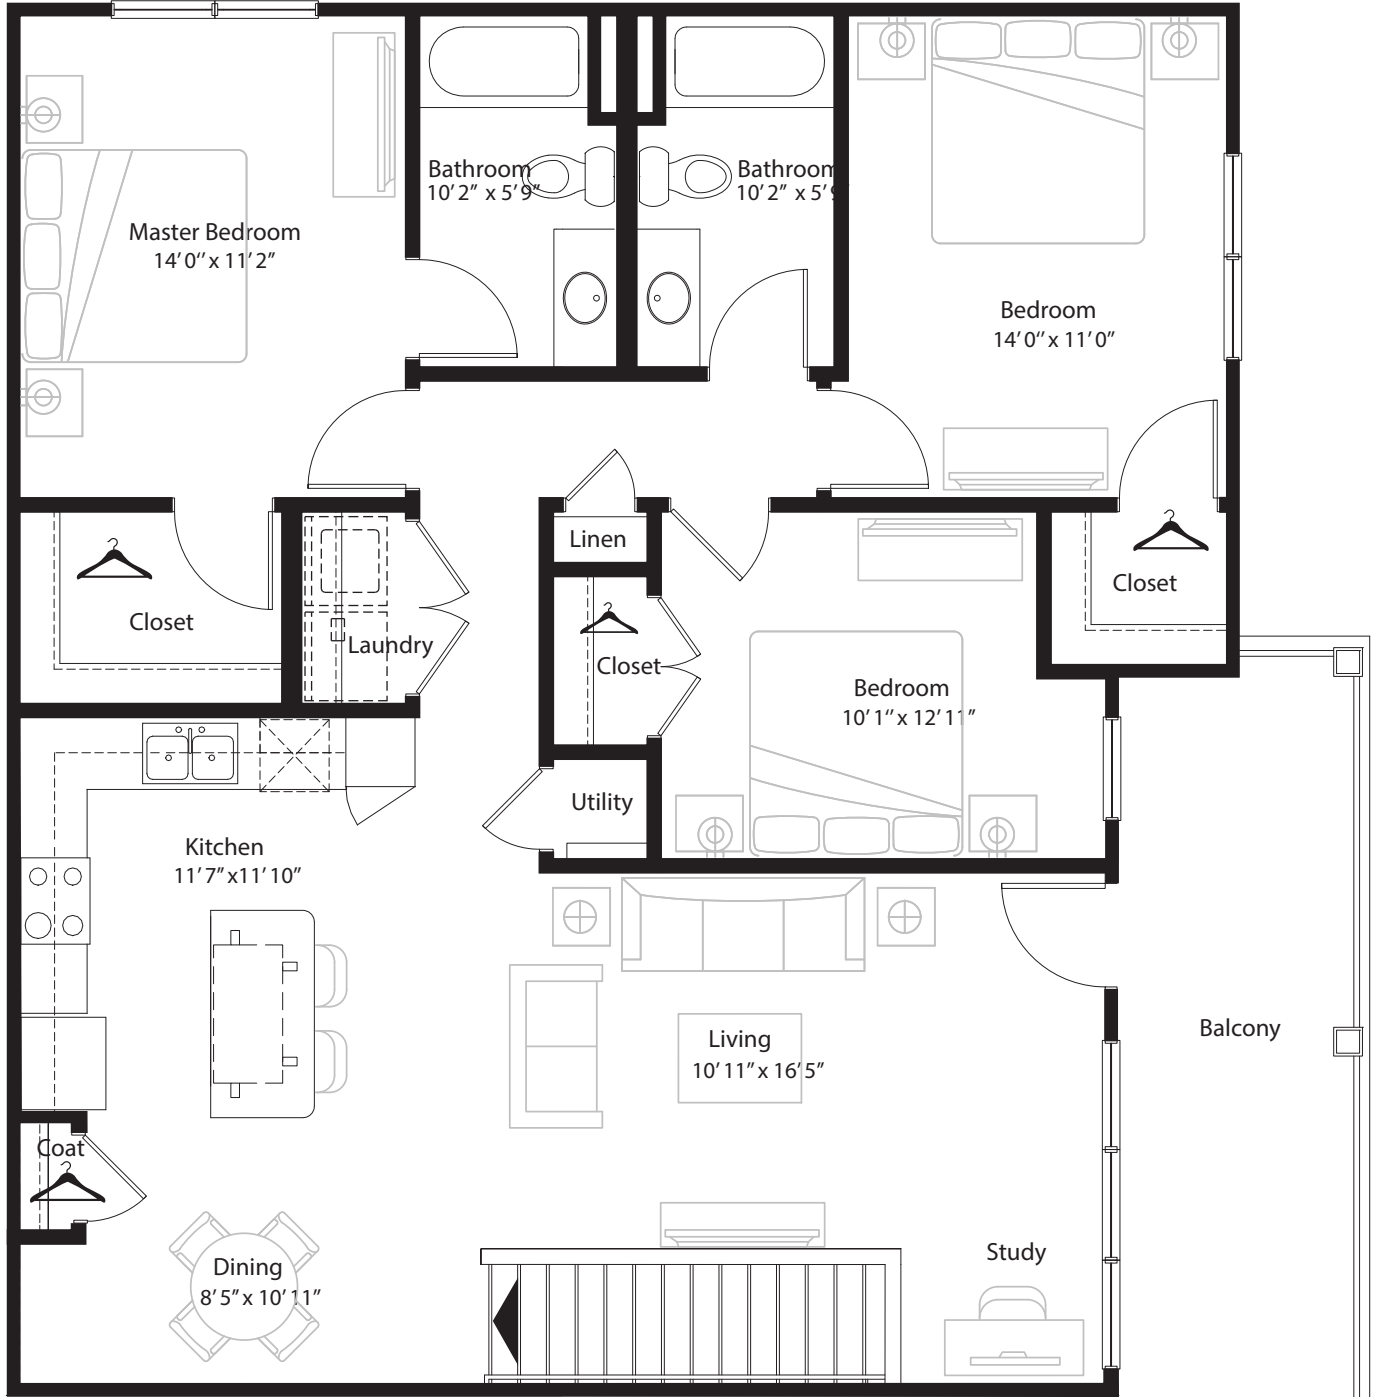 Bathroom
10'2" x 5'9"
Bathroom
10'2" x 5'9
Master Bedroom
14'0" x 11'2"
Bedroom
14'0" x 11'0"
Linen
Closet
Closet
Laundry
Closet
Bedroom
10'1" x 12'11"
Utility
Kitchen
11'7" x11'10"
Living
10'11" x 16'5"
Balcony
Coat
Study
Dining
8'5" x 10'11"